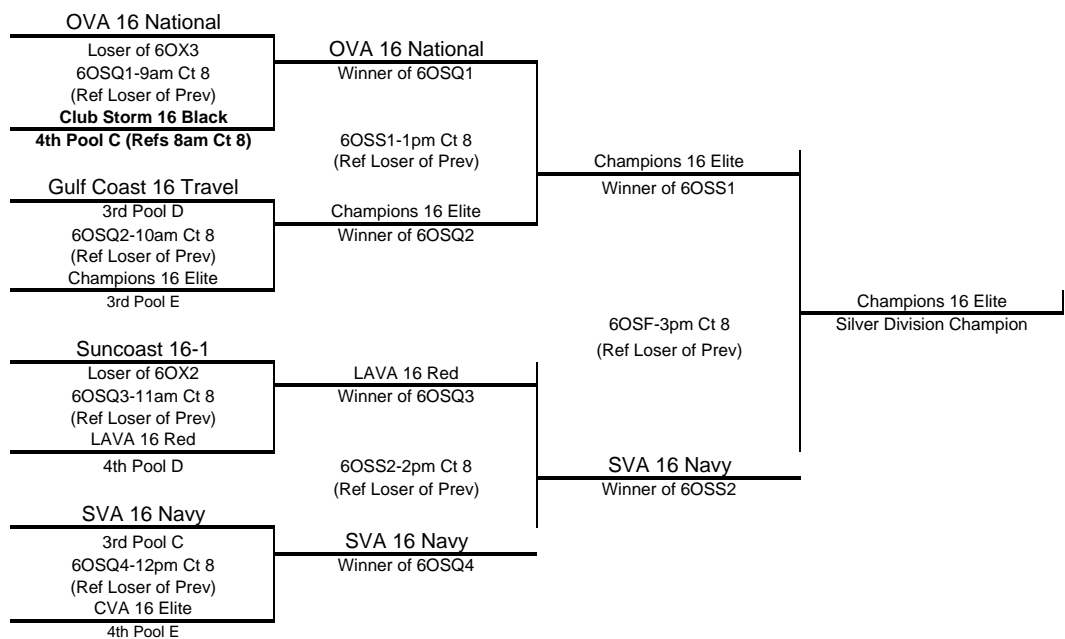 OVA 16 National
Loser of 6OX3
6OSQ1-9am Ct 8
(Ref Loser of Prev)
Club Storm 16 Black
4th Pool C (Refs 8am Ct 8)
Gulf Coast 16 Travel
3rd Pool D
6OSQ2-10am Ct 8
(Ref Loser of Prev)
Champions 16 Elite
3rd Pool E
Suncoast 16-1
Loser of 6OX2
6OSQ3-11am Ct 8
(Ref Loser of Prev)
LAVA 16 Red
4th Pool D
SVA 16 Navy
3rd Pool C
6OSQ4-12pm Ct 8
(Ref Loser of Prev)
CVA 16 Elite
4th Pool E
OVA 16 National
Winner of 6OSQ1
6OSS1-1pm Ct 8
(Ref Loser of Prev)
Champions 16 Elite
Winner of 6OSQ2
LAVA 16 Red
Winner of 6OSQ3
6OSS2-2pm Ct 8
(Ref Loser of Prev)
SVA 16 Navy
Winner of 6OSQ4
Champions 16 Elite
Winner of 6OSS1
6OSF-3pm Ct 8
(Ref Loser of Prev)
SVA 16 Navy
Winner of 6OSS2
Champions 16 Elite
Silver Division Champion